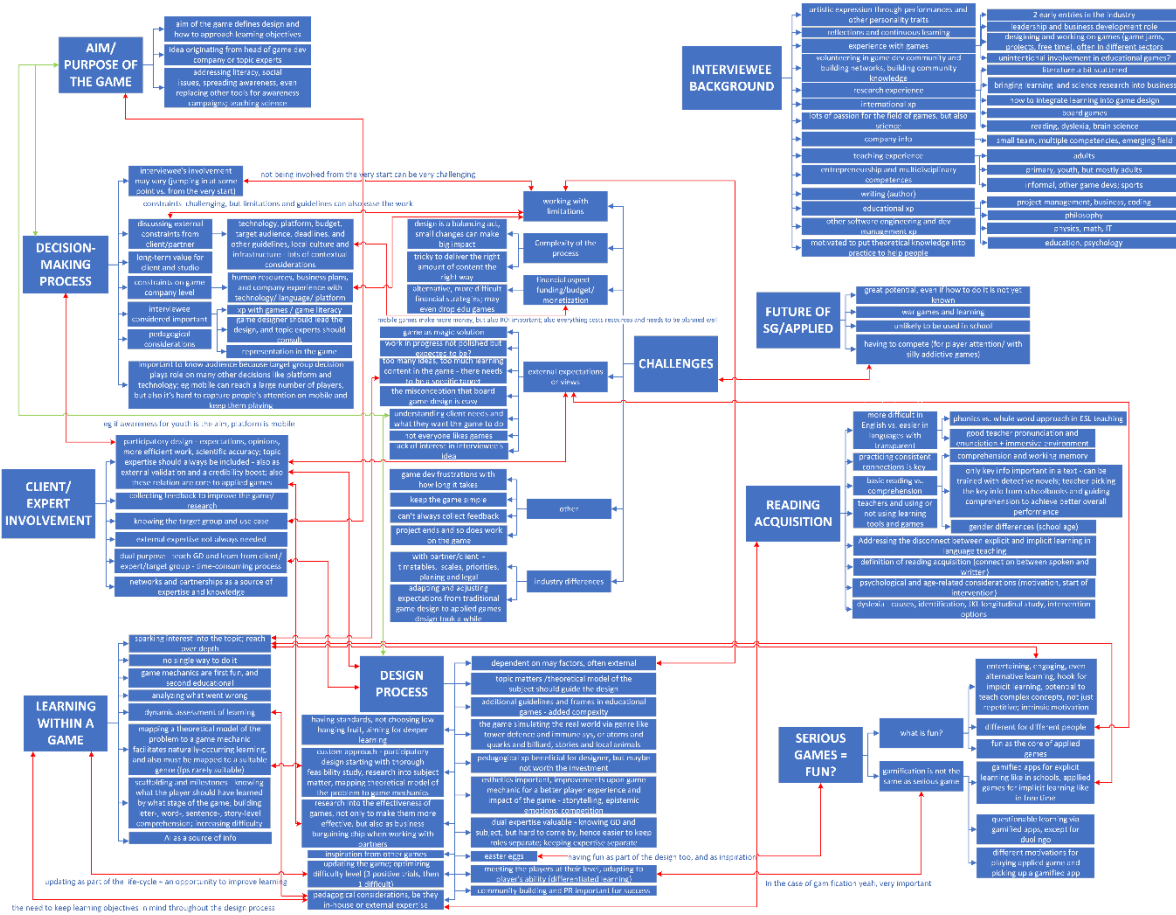 AIM/
PURPOSE OF
THE GAME
aim of the game defines design and
how to approach learning objectives
idea originating from head of game dev
company or topic experts
addressing literacy, social
issues, spreading awareness, even
replacing other tools for awareness
campaigns; teaching science
DECISION-
MAKING
PROCESS
interviewee's involvement
may vary (jumping in at some
point vs. from the very start)
not being involved from the very start can be very challenging
constraints challenging, but limitations and guidelines can also ease the work
discussing external
constraints from
client/partner
technology, platform, budget,
target audience, deadlines, and
other guidelines, local culture and
infrastructure - lots of contextual
considerations
long-term value for
client and studio
constraints on game
company level
human resources, business plans,
and company experience with
technology/ language/ platform
interviewee
considered important
pedagogical
considerations
xp with games / game literacy
game designer should lead the
design, and topic experts should
consult
representation in the game
important to know audience because target group decision
plays role on many other decisions like platform and
technology; eg mobile can reach a large number of players,
but also it's hard to capture people's attention on mobile and
keep them playing
eg if awareness for youth is the aim, platform is mobile
CLIENT/
EXPERT
INVOLVEMENT
participatory design - expectations, opinions,
more efficient work, scientific accuracy; topic
expertise should always be included - also as
external validation and a credibility boost; also
these relation are core to applied games
collecting feedback to improve the game/
research
knowing the target group and use case
external expertise not always needed
dual purpose - teach GD and learn from client/
expert/target group - time-consuming process
networks and partnerships as a source of
expertise and knowledge
LEARNING
WITHIN A
GAME
sparking interest into the topic; reach
over depth
no single way to do it
game mechanics are first fun, and
second educational
analyzing what went wrong
dynamic assessment of learning
mapping a theoretical model of the
problem to a game mechanic
facilitates naturally-occurring learning,
and also must be mapped to a suitable
genre (fps rarely suitable)
scaffolding and milestones - knowing
what the player should have learned
by what stage of the game; building
letter-, word-, sentence-, story-level
comprehension; increasing difficulty
AI as a source of info
updating as part of the life-cycle = an opportunity to improve learning
the need to keep learning objectives in mind throughout the design process
CHALLENGES
working with
limitations
Complexity of the
process
design is a balancing act,
small changes can make
big impact
tricky to deliver the right
amount of content the
right way
financial aspect
funding/budget/
monetization
alternative, more difficult
financial strategies; may
even drop edu games
mobile games make more money, but also ROI important; also everything costs resources and needs to be planned well
external expectations
or views
game as magic solution
work in progress not polished but
expected to be?
too many ideas, too much learning
content in the game - there needs
to be a specific target
the misconception that board
game design is easy
understanding client needs and
what they want the game to do
not everyone likes games
lack of interest in interviewee's
idea
other
game dev frustrations with
how long it takes
keep the game simple
can't always collect feedback
project ends and so does work
on the game
industry differences
with partner/client -
timetables, scales, priorities,
planing and legal
adapting and adjusting
expectations from traditional
game design to applied games
design took a while
DESIGN
PROCESS
dependent on may factors, often external
topic matters /theoretical model of the
subject should guide the design
additional guidelines and frames in educational
games - added compexity
the game simulating the real world via genre like
tower defence and immune sys, or atoms and
quarks and billiard, stories and local animals
pedagogical xp beneficial for designer, but maybe
not worth the investment
esthetics important, improvements upon game
mechanic for a better player experience and
impact of the game - storytelling, epistemic
emotions; competition
dual expertise valuable - knowing GD and
subject, but hard to come by, hence easier to keep
roles separate; keeping expertise separate
easter eggs
having fun as part of the design too, and as inspiration
meeting the players at their level, adapting to
player's ability (differentiated learning)
community building and PR important for success
having standards, not choosing low
hanging fruit, aiming for deeper
learning
custom approach - participatory
design starting with thorough
feasibility study, research into subject
matter, mapping theoretical model of
the problem to game mechanics
research into the effectiveness of
games, not only to make them more
effective, but also as business
bargaining chip when working with
partners
inspiration from other games
updating the game; optimizing
difficulty level (3 positive trials, then
1 difficult)
pedagogical considerations, be they
in-house or external expertise
INTERVIEWEE
BACKGROUND
artistic expression through performances and
other personality traits
reflections and continuous learning
experience with games
volunteering in game dev community and
building networks, building community
knowledge
research experience
international xp
lots of passion for the field of games, but also
science
company info
teaching experience
entrepreneurship and multidisciplinary
competences
writing (author)
educational xp
other software engineering and dev
management xp
motivated to put theoretical knowledge into
practice to help people
2 early entries in the industry
leadership and business development role
designing and working on games (game jams,
projects, free time), often in different sectors
unintentional involvement in educational games?
literature a bil scattered
bringing learning and science research into business
how to integrate learning into game design
board games
reading, dyslexia, brain science
small team, multiple competencies, emerging field
adults
primary, youth, but mostly adults
informal, other game devs; sports
project management, business, coding
philosophy
physics, math, IT
education, psychology
FUTURE OF
SG/APPLIED
great potential, even if how to do it is not yet
known
war games and learning
unlikely to be used in school
having to compete (for player attention/ with
silly addictive games)
READING
ACQUISITION
more difficult in
English vs. easier in
languages with
transparent
phonics vs. whole word approach in ESL teaching
good teacher pronunciation and
enunciation + immersive environment
practicing consistent
connections is key
basic reading vs.
comprehension
comprehension and working memory
only key info important in a text - can be
trained with detective novels; teacher picking
the key info from schoolbooks and guiding
comprehension to achieve better overall
performance
gender differences (school age)
teachers and using or
not using learning
tools and games
Addressing the disconnect between explicit and implicit learning in
language teaching
definition of reading acquisition (connection between spoken and
written)
psychological and age-related considerations (motivation, start of
intervention)
dyslexia - causes, identification, JKL longitudinal study, intervention
options
SERIOUS
GAMES =
FUN?
what is fun?
entertaining, engaging, even
alternative learning, hook for
implicit learning, potential to
teach complex concepts, not just
repetitive; intrinsic motivation
different for different people
fun as the core of applied
games
gamification is not the
same as serious game
gamified apps for explicit
learning like in schools, applied
games for implicit learning like
in free time
questionable learning via
gamified apps, except for
duolingo
different motivations for
playing applied game and
picking up a gamified app
In the case of gamification yeah, very important